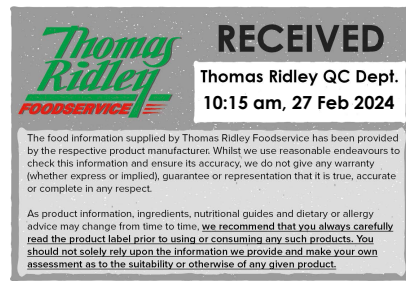 Thomas
Ridley
FOODSERVICE
RECEIVED
Thomas Ridley QC Dept.
10:15 am, 27 Feb 2024
The food information supplied by Thomas Ridley Foodservice has been provided
by the respective product manufacturer. Whilst we use reasonable endeavours to
check this information and ensure its accuracy, we do not give any warranty
(whether express or implied), guarantee or representation that it is true, accurate
or complete in any respect.
As product information, ingredients, nutritional guides and dietary or allergy
advice may change from time to time, we recommend that you always carefully
read the product label prior to using or consuming any such products. You
should not solely rely upon the information we provide and make your own
assessment as to the suitability or otherwise of any given product.